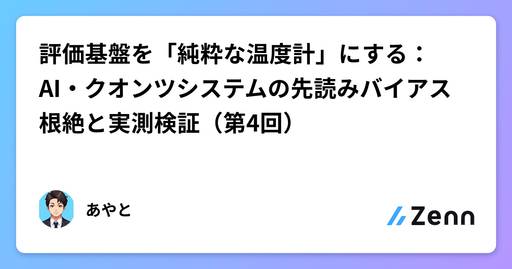 評価基盤を「純粋な温度計」にする：
AI・クオンツシステムの先読みバイアス
根絶と実測検証（第4回）
あやと
Zenn